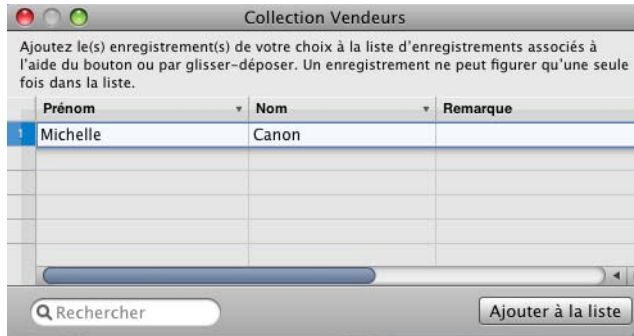 Collection Vendeurs
Ajoutez le(s) enregistrement(s) de votre choix à la liste d'enregistrements associés à
l'aide du bouton ou par glisser-déposer. Un enregistrement ne peut figurer qu'une seule
fois dans la liste.
Prénom Nom Remarque
1 Michelle Canon
Rechercher Ajouter à la liste